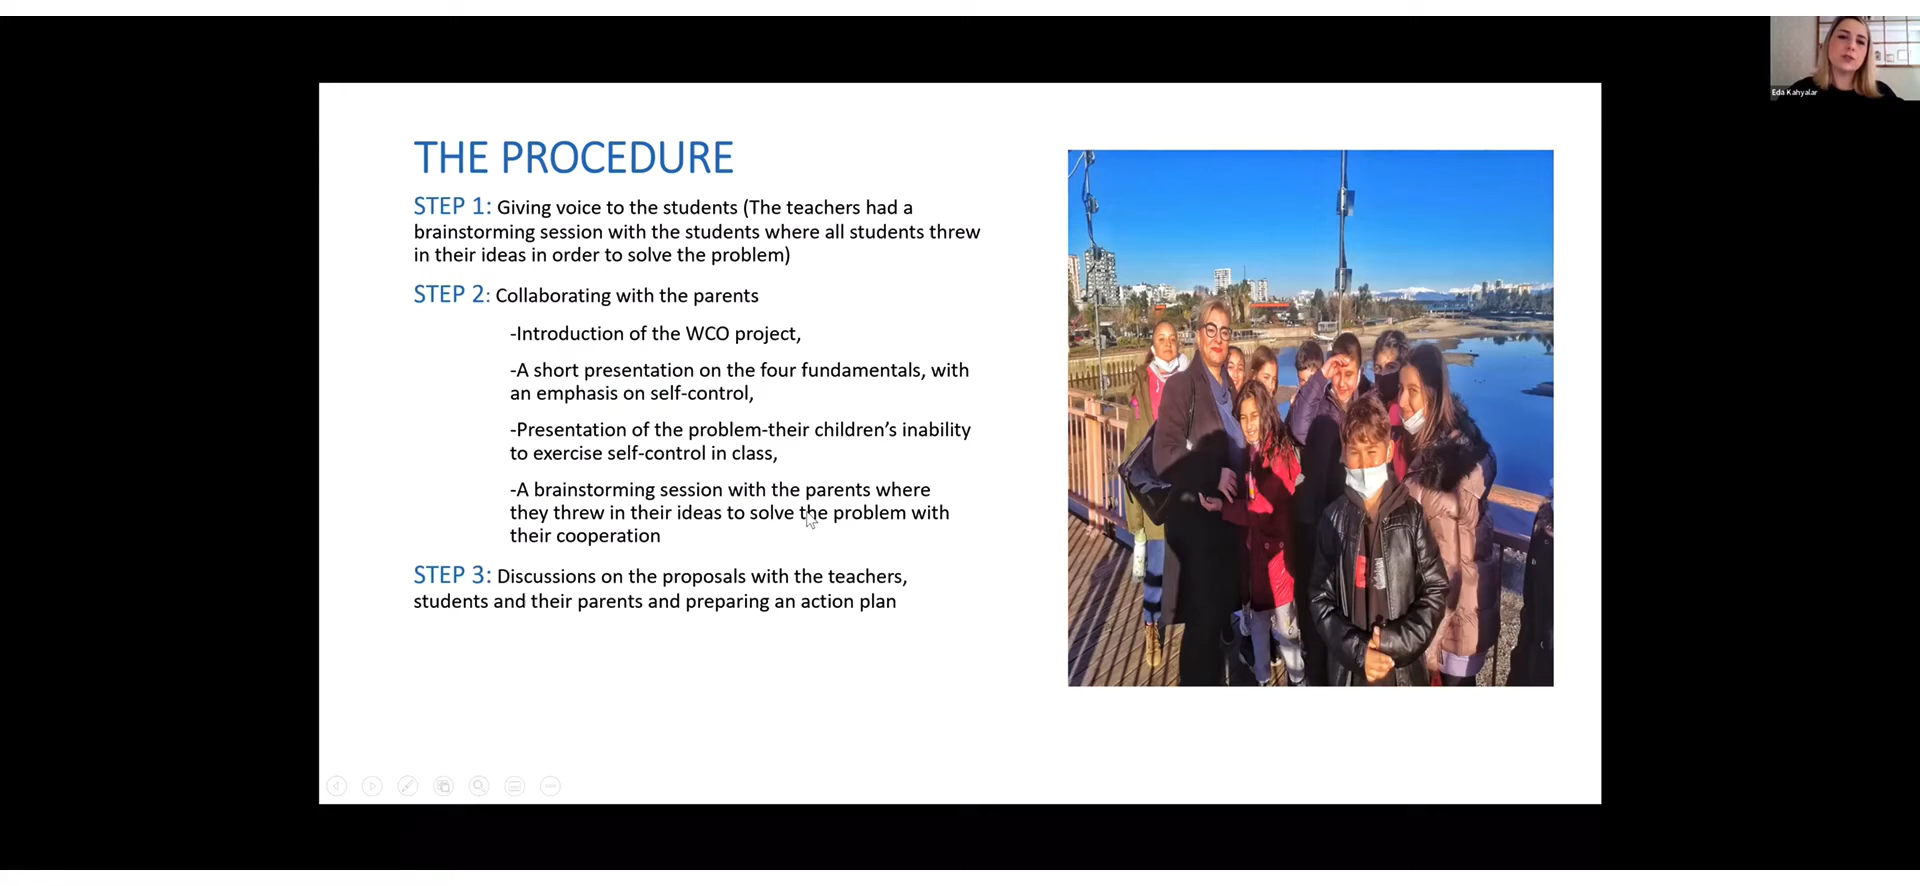 THE PROCEDURE
STEP 1: Giving voice to the students (The teachers had a
brainstorming session with the students where all students threw
in their ideas in order to solve the problem)
STEP 2: Collaborating with the parents
-Introduction of the WCO project,
-A short presentation on the four fundamentals, with
an emphasis on self-control,
-Presentation of the problem-their children’s inability
to exercise self-control in class,
-A brainstorming session with the parents where
they threw in their ideas to solve the problem with
their cooperation
STEP 3: Discussions on the proposals with the teachers,
students and their parents and preparing an action plan
Eda Kahyalar